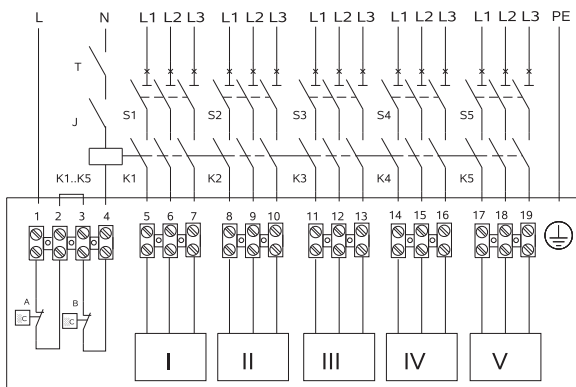 L N L1 L2 L3 L1 L2 L3 L1 L2 L3 L1 L2 L3 L1 L2 L3 PE
T
S1 S2 S3 S4 S5
J
K1..K5 K1 K2 K3 K4 K5
1 2 3 4 5 6 7 8 9 10 11 12 13 14 15 16 17 18 19
A B
C C
I II III IV V